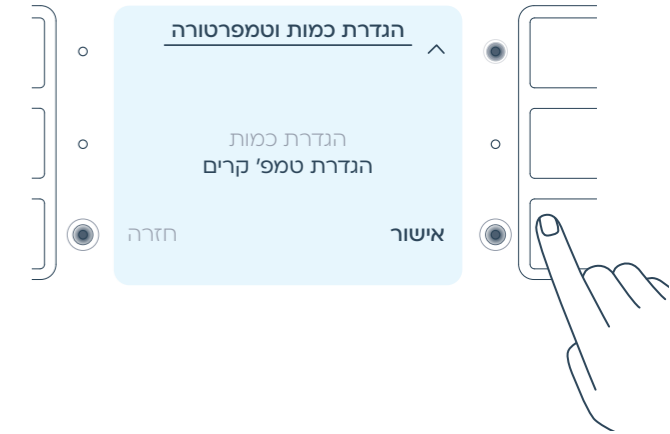 הגדרת כמות וטמפרטורה
הגדרת כמות
הגדרת טמפ' קרים
אישור
חזרה